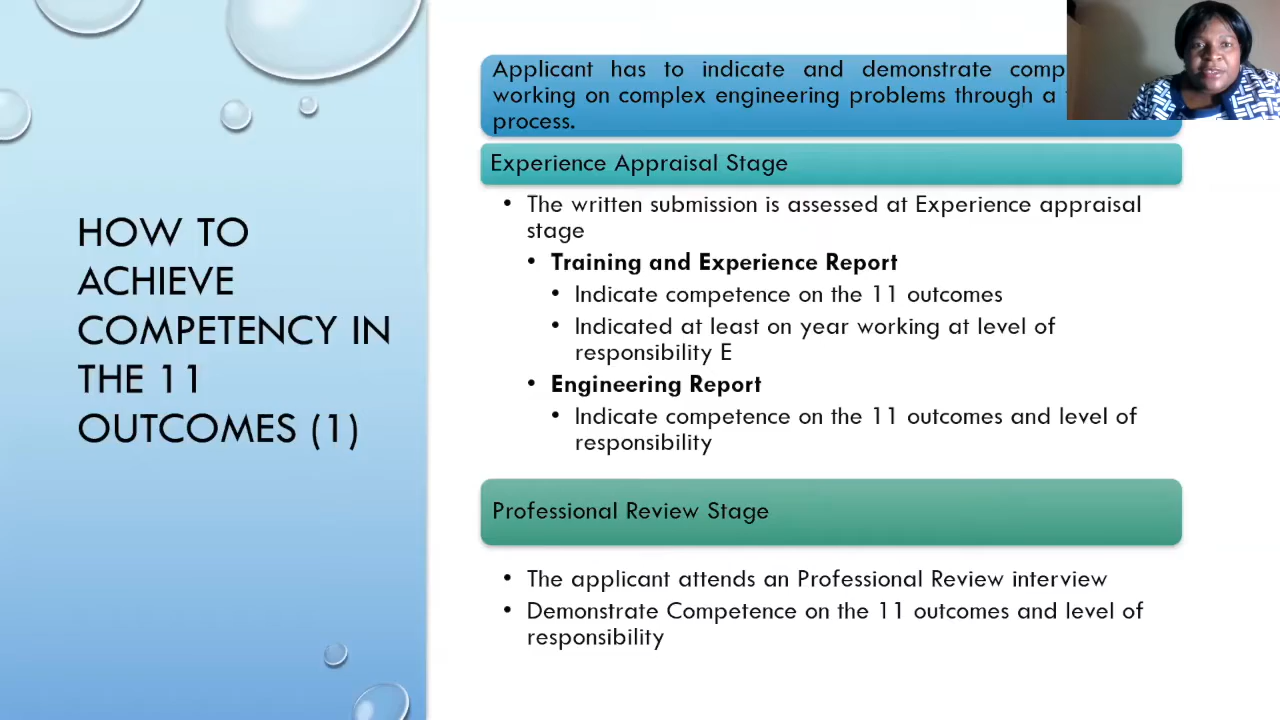 HOW TO
ACHIEVE
COMPETENCY IN
THE 11
OUTCOMES (1)
Applicant has to indicate and demonstrate
working on complex engineering problems through a
process.
Experience Appraisal Stage
• The written submission is assessed at Experience appraisal
stage
• Training and Experience Report
• Indicate competence on the 11 outcomes
• Indicated at least on year working at level of
responsibility E
• Engineering Report
• Indicate competence on the 11 outcomes and level of
responsibility
Professional Review Stage
• The applicant attends an Professional Review interview
• Demonstrate Competence on the 11 outcomes and level of
responsibility